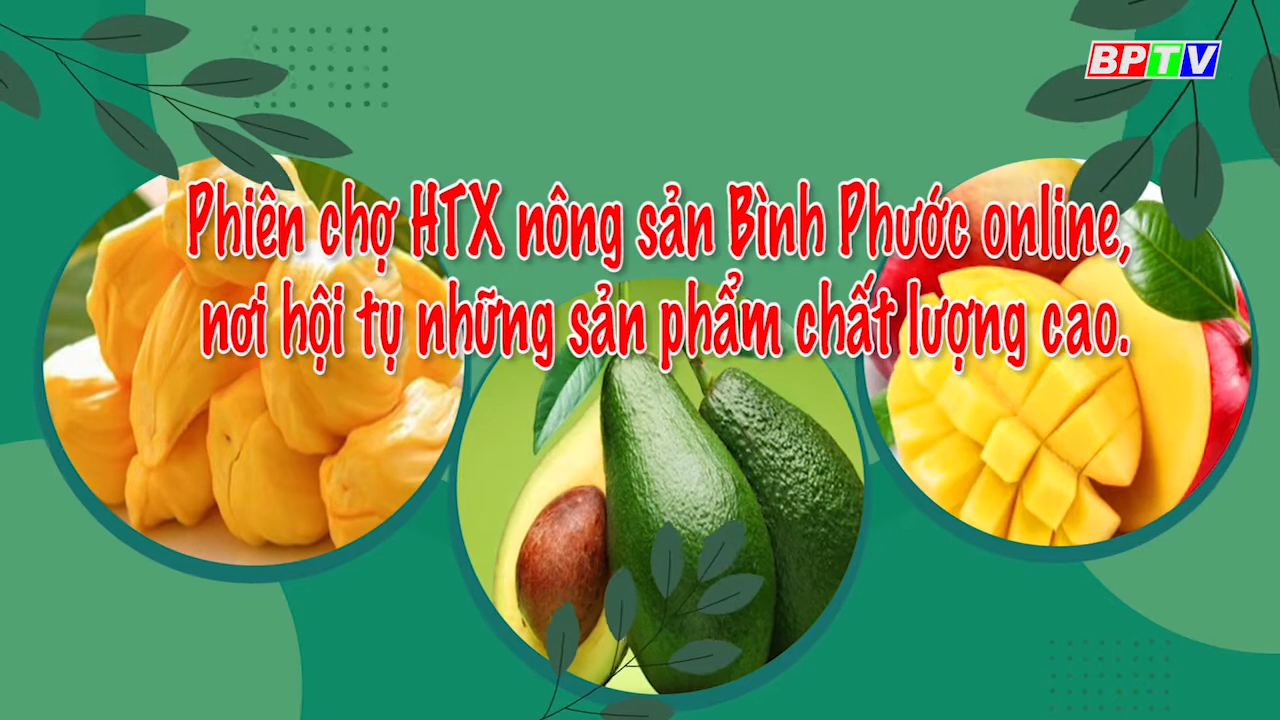 BPTV
Phiên chợ HTX nông sản Bình Phước online,
nơi hội tụ những sản phẩm chất lượng cao.